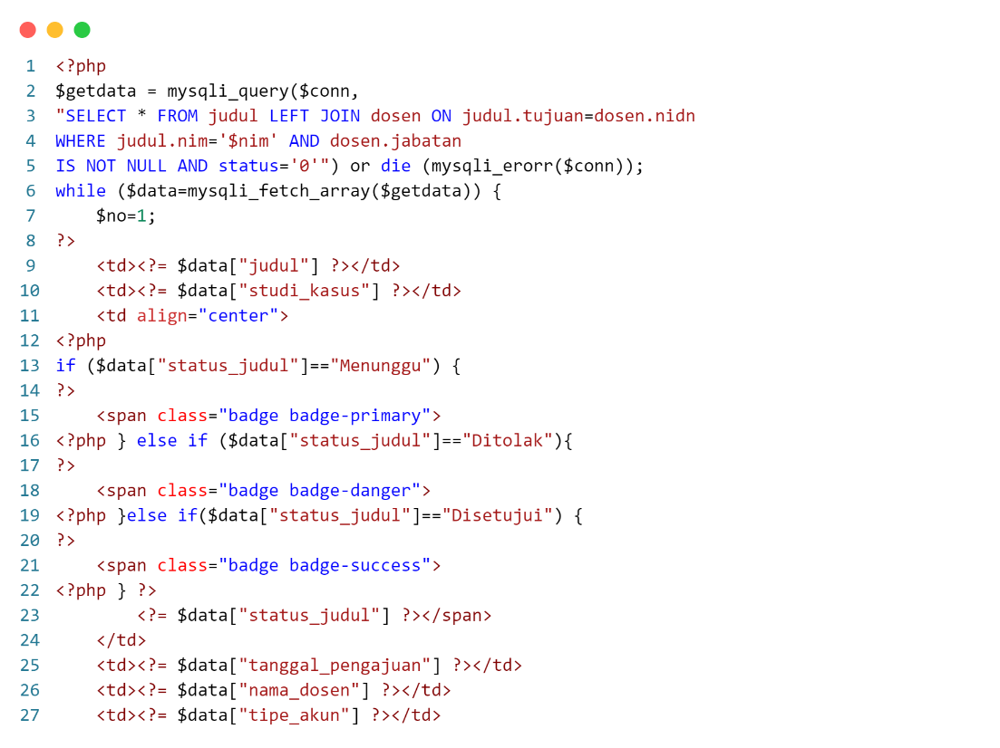 1 <?php
2 $getdata = mysqli_query($conn,
3 "SELECT * FROM judul LEFT JOIN dosen ON judul.tujuan=dosen.nidn
4 WHERE judul.nim='$nim' AND dosen.jabatan
5 IS NOT NULL AND status='0'") or die (mysqli_erorr($conn));
6 while ($data=mysqli_fetch_array($getdata)) {
7     $no=1;
8 ?>
9     <td><?= $data["judul"] ?></td>
10     <td><?= $data["studi_kasus"] ?></td>
11     <td align="center">
12 <?php
13 if ($data["status_judul"]=="Menunggu") {
14 ?>
15     <span class="badge badge-primary">
16 <?php } else if ($data["status_judul"]=="Ditolak"){
17 ?>
18     <span class="badge badge-danger">
19 <?php }else if($data["status_judul"]=="Disetujui") {
20 ?>
21     <span class="badge badge-success">
22 <?php } ?>
23         <?= $data["status_judul"] ?></span>
24     </td>
25     <td><?= $data["tanggal_pengajuan"] ?></td>
26     <td><?= $data["nama_dosen"] ?></td>
27     <td><?= $data["tipe_akun"] ?></td>